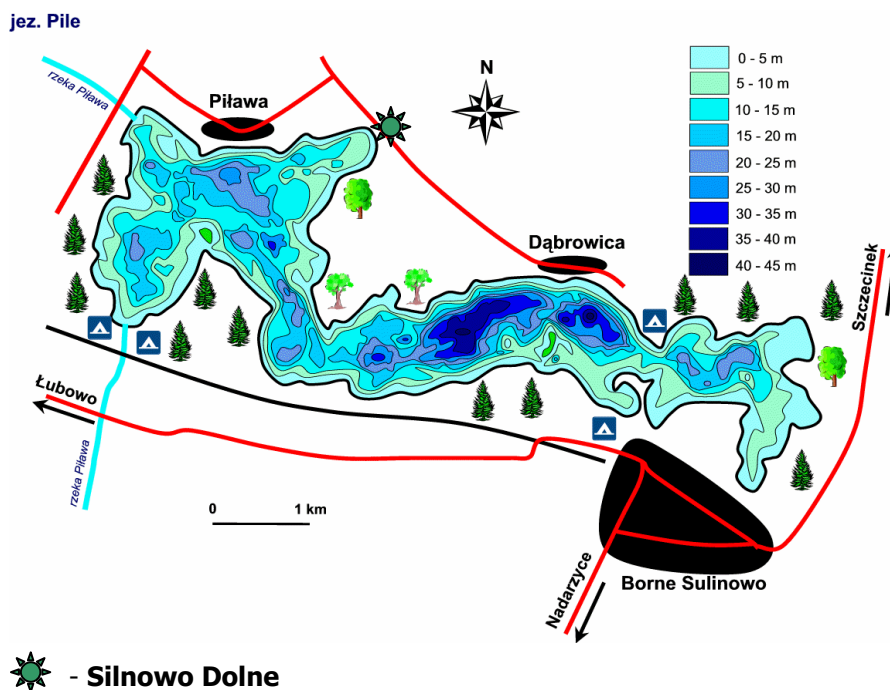 jez. Pile
rzeka Piława
Piława
N
0 - 5 m
5 - 10 m
10 - 15 m
15 - 20 m
20 - 25 m
25 - 30 m
30 - 35 m
35 - 40 m
40 - 45 m
Dąbrowica
Szczecinek
Łubowo
rzeka Piława
0 1 km
Nadarzyce
Borne Sulinowo
- Silnowo Dolne